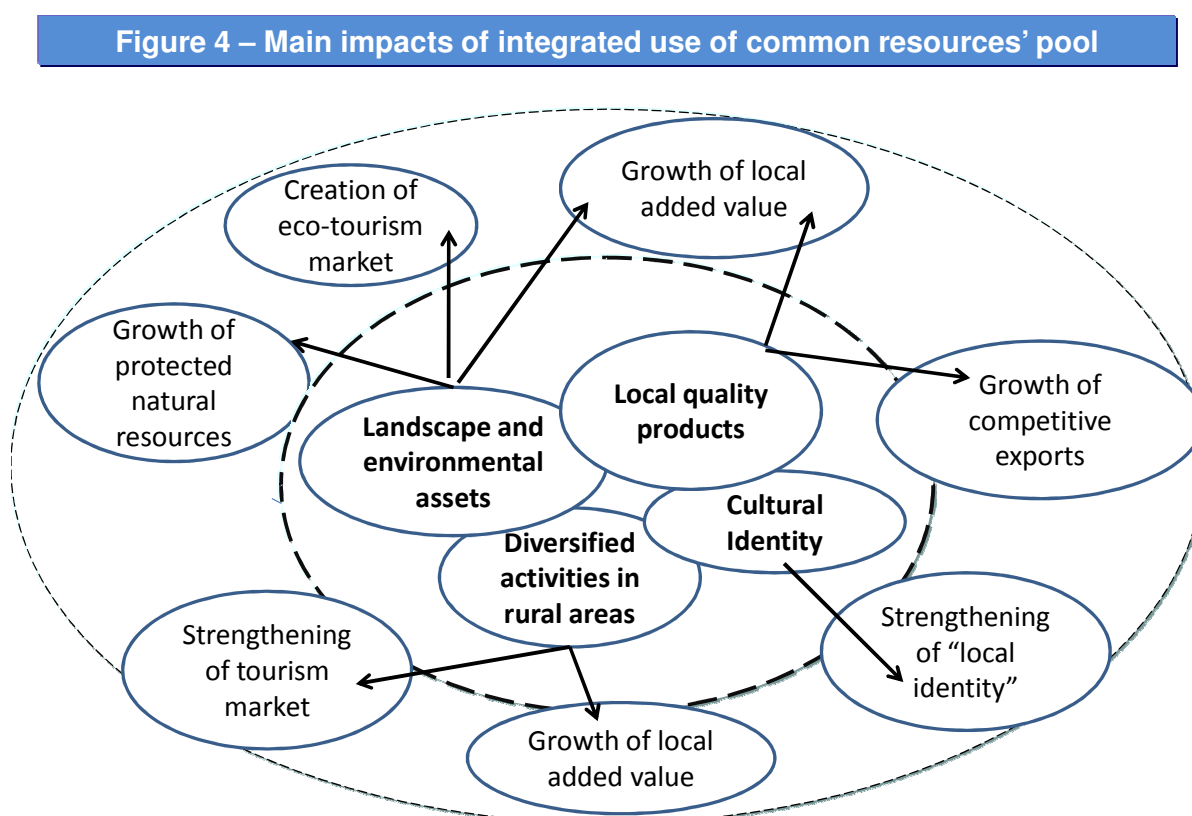 Figure 4 – Main impacts of integrated use of common resources’ pool
Creation of
eco-tourism
market
Growth of local
added value
Growth of
protected
natural
resources
Landscape and
environmental
assets
Local quality
products
Growth of
competitive
exports
Cultural
Identity
Diversified
activities in
rural areas
Strengthening
of tourism
market
Strengthening
of “local
identity”
Growth of local
added value